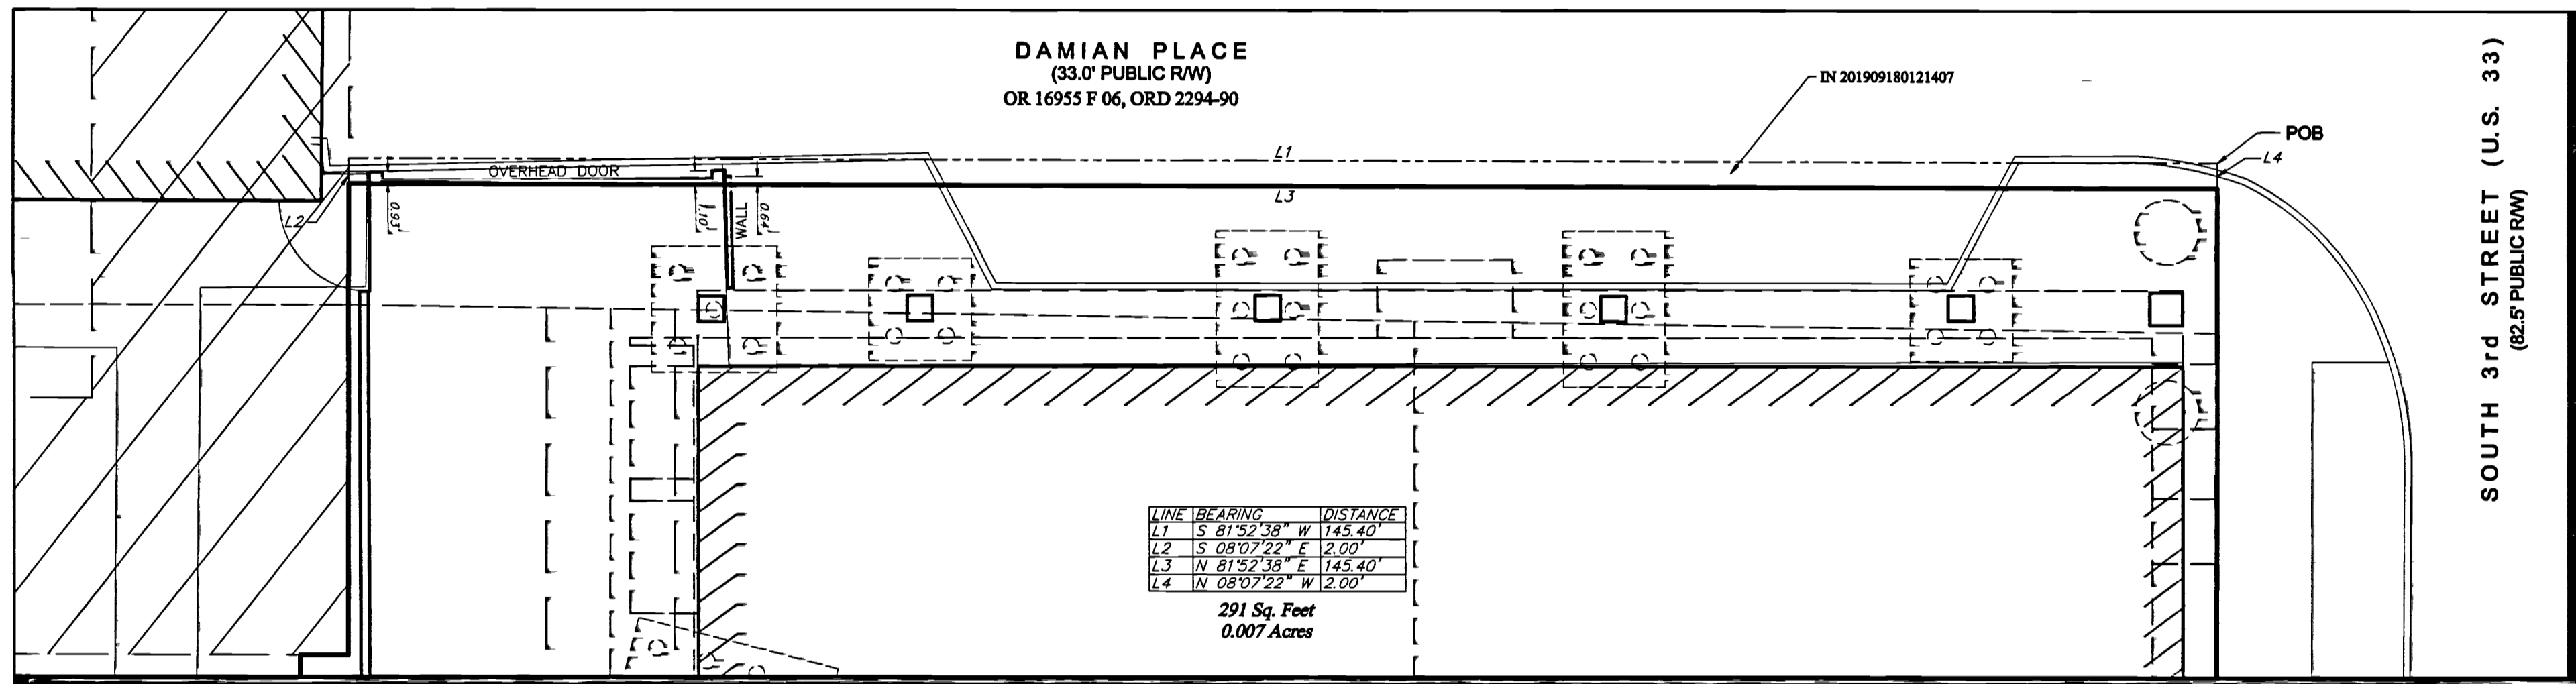 DAMIAN PLACE
(33.0' PUBLIC R/W)
OR 16955 F 06, ORD 2294-90
IN 201909180121407
POB
L4
L1
OVERHEAD DOOR
L3
L2
0.93'
1.10'
WALL
0.64'
SOUTH 3rd STREET (U.S. 33)
(82.5' PUBLIC R/W)
LINE BEARING DISTANCE
L1 S 81°52'38" W 145.40'
L2 S 08°07'22" E 2.00'
L3 N 81°52'38" E 145.40'
L4 N 08°07'22" W 2.00'
291 Sq. Feet
0.007 Acres